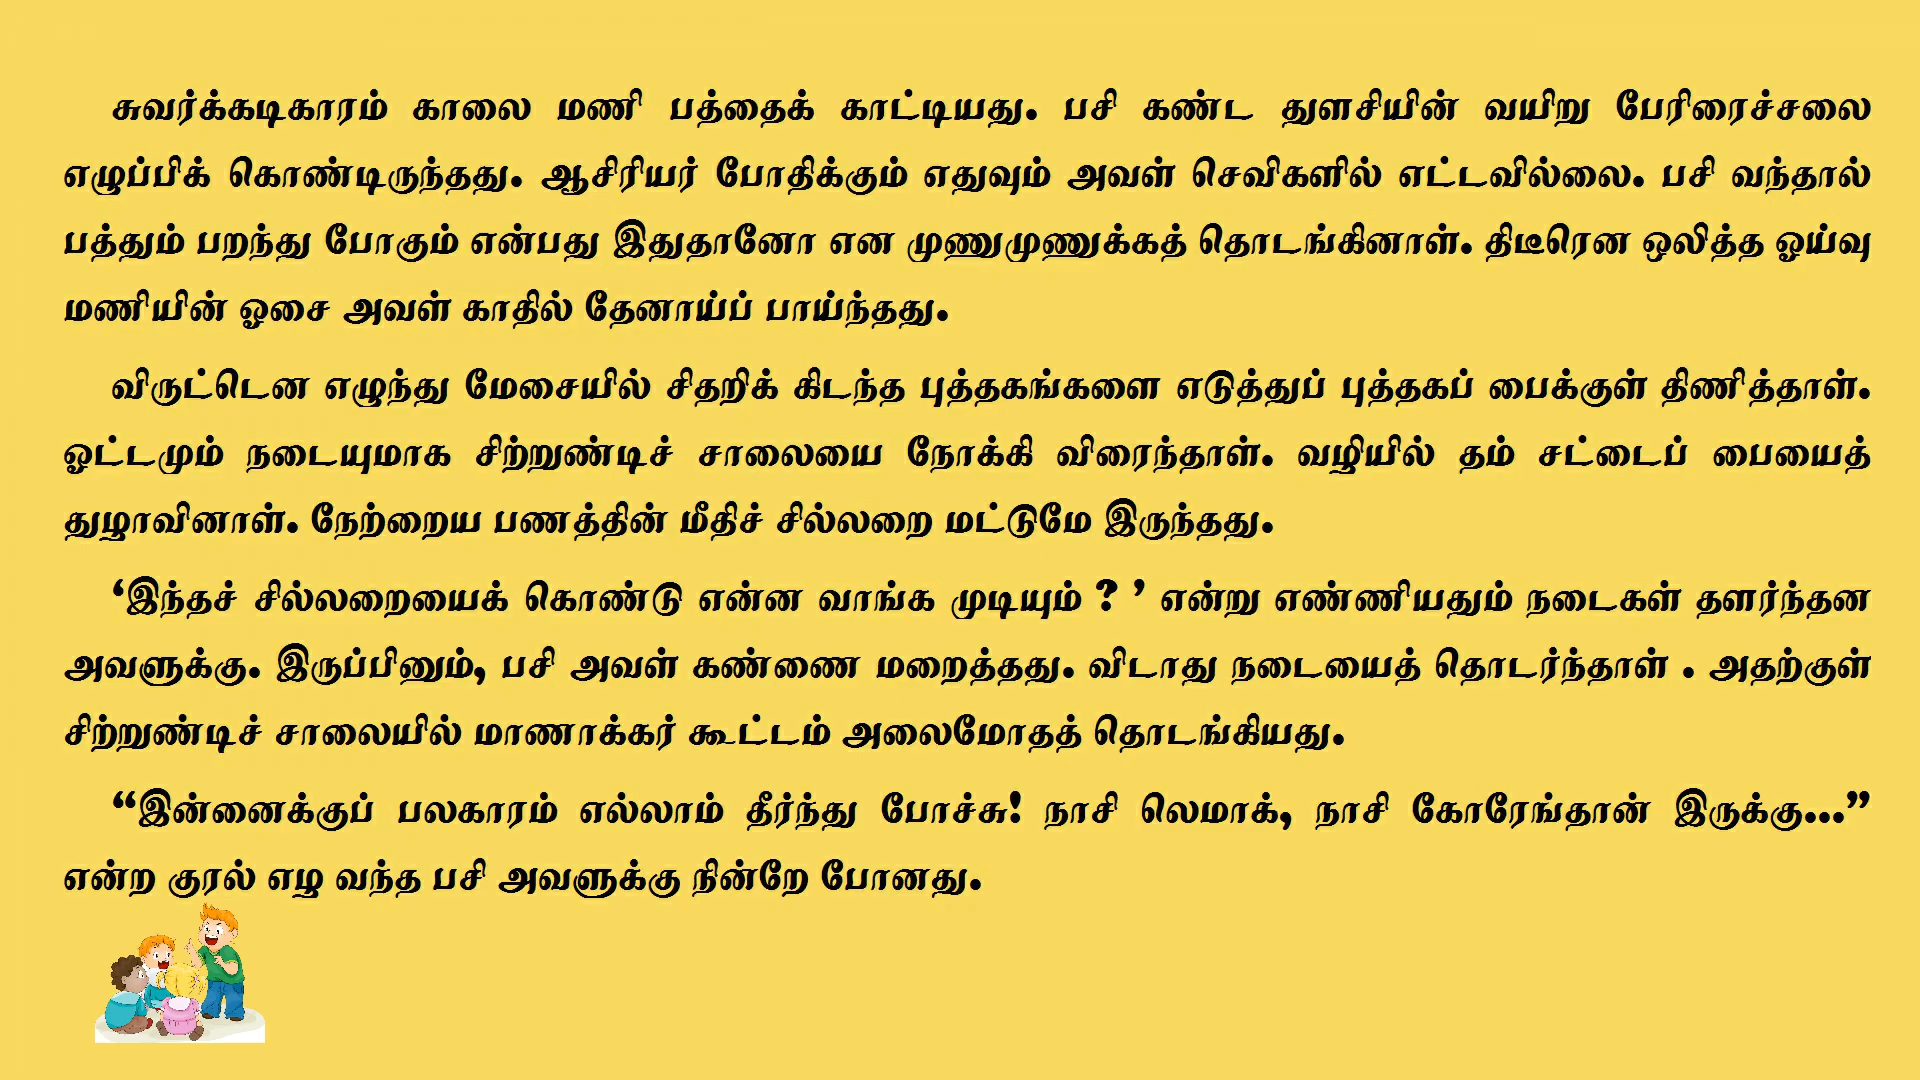 சுவர்க்கடிகாரம் காலை மணி பத்தைக் காட்டியது. பசி கண்ட துளசியின் வயிறு பேரிரைச்சலை
எழுப்பிக் கொண்டிருந்தது. ஆசிரியர் போதிக்கும் எதுவும் அவள் செவிகளில் எட்டவில்லை. பசி வந்தால்
பத்தும் பறந்து போகும் என்பது இதுதானோ என முணுமுணுக்கத் தொடங்கினாள். திடீரென ஒலித்த ஓய்வு
மணியின் ஓசை அவள் காதில் தேனாய்ப் பாய்ந்தது.
விருட்டென எழுந்து மேசையில் சிதறிக் கிடந்த புத்தகங்களை எடுத்துப் புத்தகப் பைக்குள் திணித்தாள்.
ஓட்டமும் நடையுமாக சிற்றுண்டிச் சாலையை நோக்கி விரைந்தாள். வழியில் தம் சட்டைப் பையைத்
துழாவினாள். நேற்றைய பணத்தின் மீதிச் சில்லறை மட்டுமே இருந்தது.
‘இந்தச் சில்லறையைக் கொண்டு என்ன வாங்க முடியும் ? ’ என்று எண்ணியதும் நடைகள் தளர்ந்தன
அவளுக்கு. இருப்பினும், பசி அவள் கண்ணை மறைத்தது. விடாது நடையைத் தொடர்ந்தாள் . அதற்குள்
சிற்றுண்டிச் சாலையில் மாணாக்கர் கூட்டம் அலைமோதத் தொடங்கியது.
“இன்னைக்குப் பலகாரம் எல்லாம் தீர்ந்து போச்சு! நாசி லெமாக், நாசி கோரேங்தான் இருக்கு...”
என்ற குரல் எழ வந்த பசி அவளுக்கு நின்றே போனது.